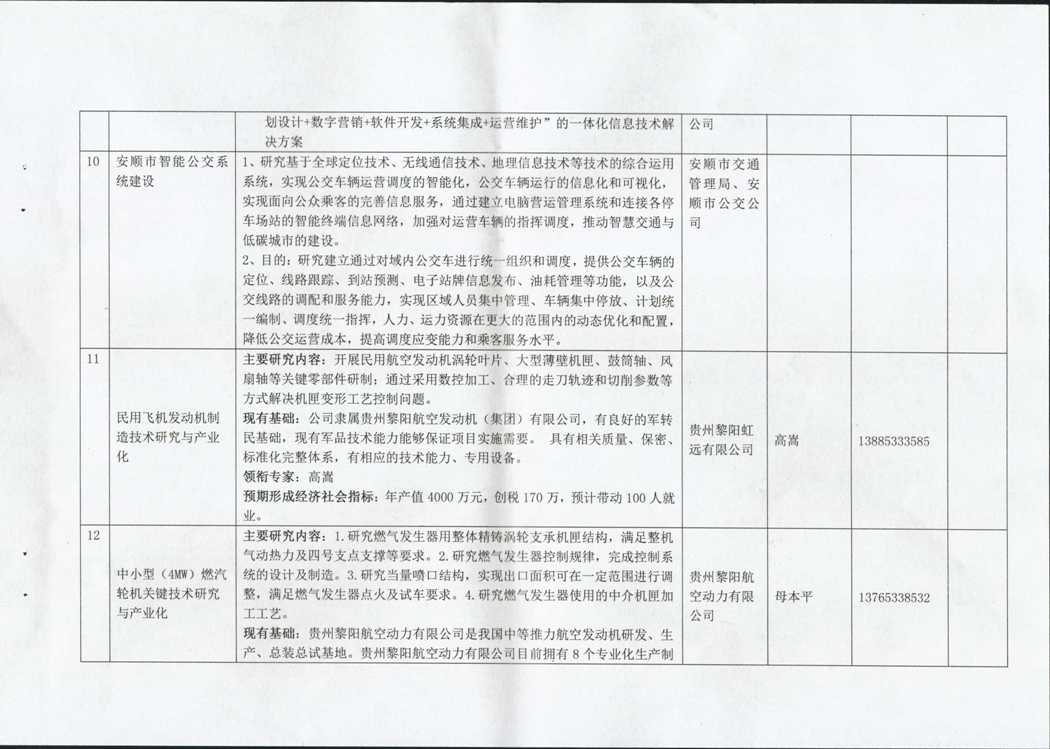 划设计+数字营销+软件开发+系统集成+运营维护”的一体化信息技术解
决方案
公司
10
安顺市智能公交系
统建设
1、研究基于全球定位技术、无线通信技术、地理信息技术等技术的综合运用
系统，实现公交车辆运营调度的智能化，公交车辆运行的信息化和可视化，
实现面向公众乘客的完善信息服务，通过建立电脑营运管理系统和连接各停
车场站的智能终端信息网络，加强对运营车辆的指挥调度，推动智慧交通与
低碳城市的建设。
2、目的：研究建立通过对域内公交车进行统一组织和调度，提供公交车辆的
定位、线路跟踪、到站预测、电子站牌信息发布、油耗管理等功能，以及公
交线路的调配和服务能力，实现区域人员集中管理、车辆集中停放、计划统
一编制、调度统一指挥，人力、运力资源在更大的范围内的动态优化和配置，
降低公交运营成本，提高调度应变能力和乘客服务水平。
安顺市交通
管理局、安
顺市公交公
司
11
民用飞机发动机制
造技术研究与产业
化
主要研究内容：开展民用航空发动机涡轮叶片、大型薄壁机匣、鼓筒轴、风
扇轴等关键零部件研制；通过采用数控加工、合理的走刀轨迹和切削参数等
方式解决机匣变形工艺控制问题。
现有基础：公司隶属贵州黎阳航空发动机（集团）有限公司，有良好的军转
民基础，现有军品技术能力能够保证项目实施需要。 具有相关质量、保密、
标准化完整体系，有相应的技术能力、专用设备。
领衔专家：高嵩
预期形成经济社会指标：年产值 4000 万元，创税 170 万，预计带动 100 人就
业。
贵州黎阳虹
远有限公司
高嵩
13885333585
12
中小型（4MW）燃汽
轮机关键技术研究
与产业化
主要研究内容：1.研究燃气发生器用整体精铸涡轮支承机匣结构，满足整机
气动热力及四号支点支撑等要求。2.研究燃气发生器控制规律，完成控制系
统的设计及制造。3.研究当量喷口结构，实现出口面积可在一定范围进行调
整，满足燃气发生器点火及试车要求。4.研究燃气发生器使用的中介机匣加
工工艺。
现有基础：贵州黎阳航空动力有限公司是我国中等推力航空发动机研发、生
产、总装总试基地。贵州黎阳航空动力有限公司目前拥有 8 个专业化生产制
贵州黎阳航
空动力有限
公司
母本平
13765338532